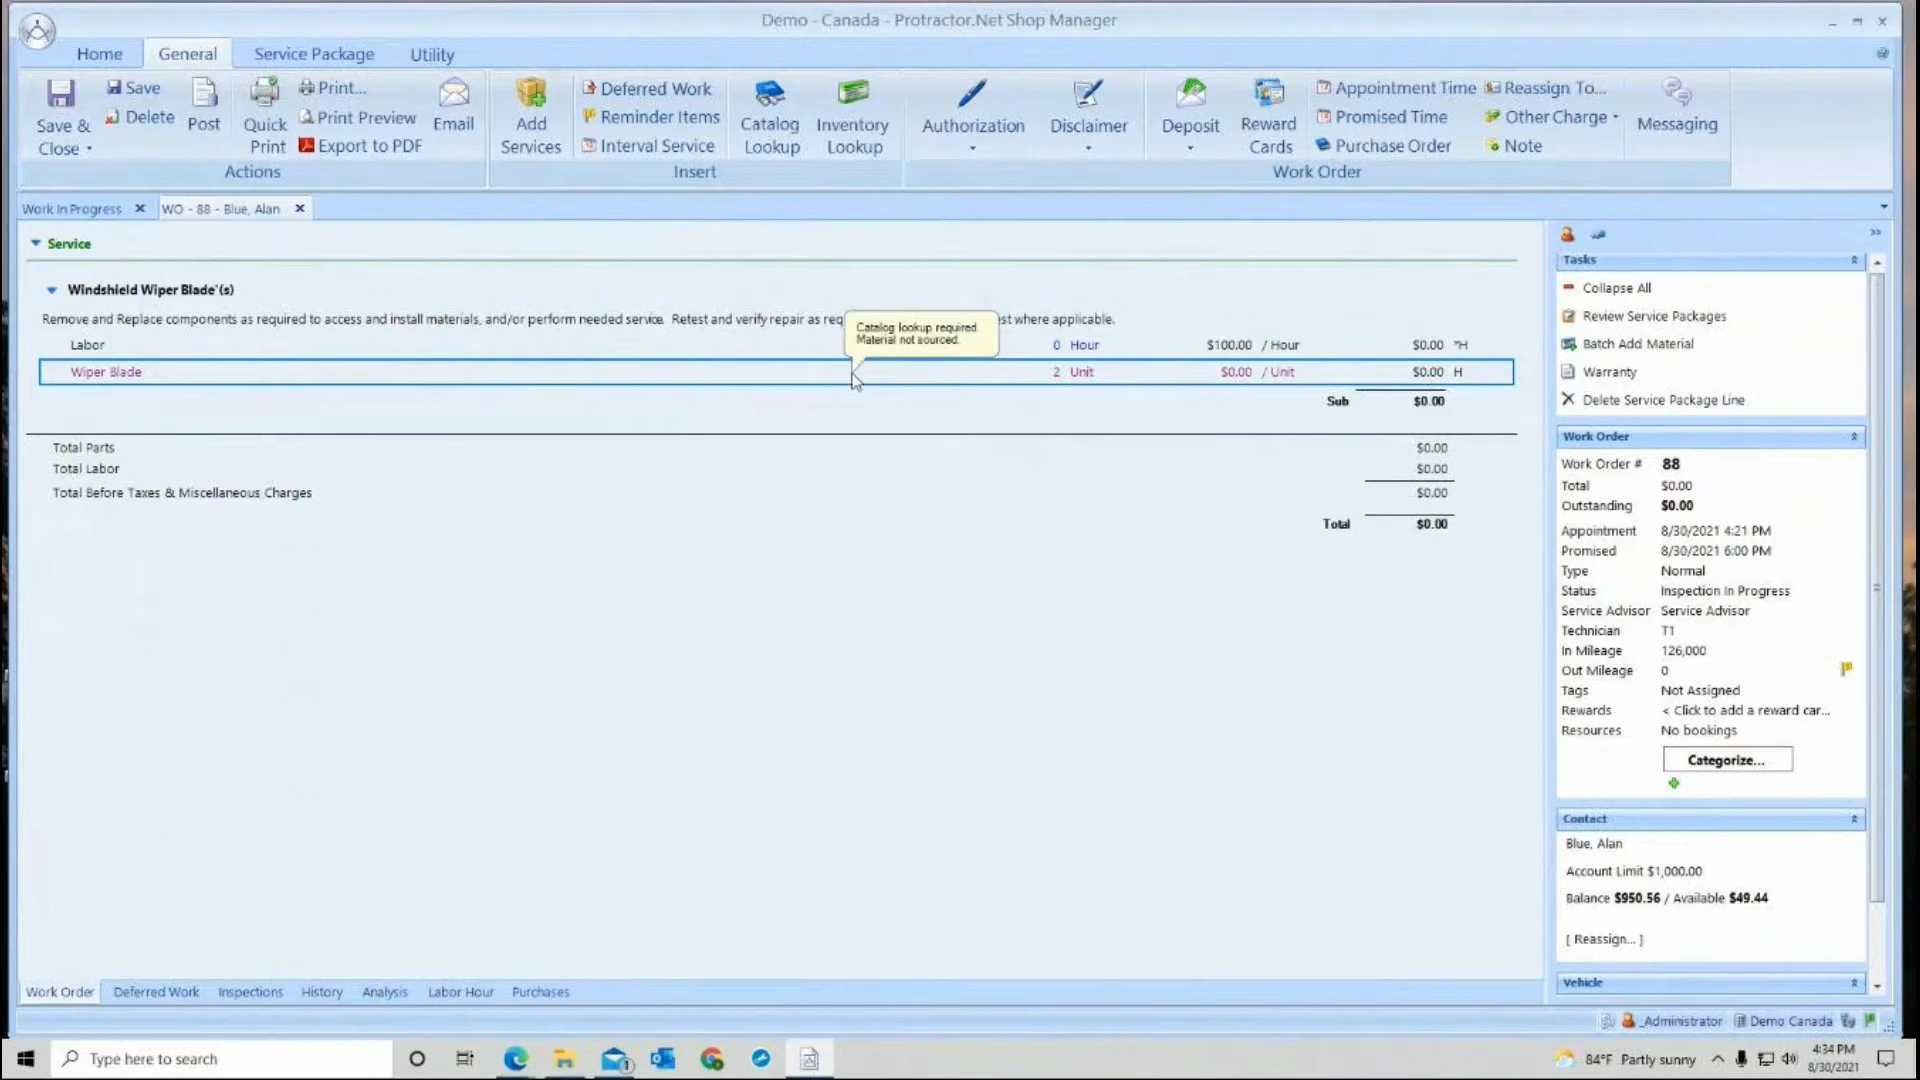 Demo - Canada - Protractor.Net Shop Manager
Home General Service Package Utility
Save & Close
Save
Delete
Post
Quick Print
Print...
Print Preview
Export to PDF
Email
Actions
Add Services
Deferred Work
Reminder Items
Interval Service
Catalog Lookup
Inventory Lookup
Insert
Authorization
Disclaimer
Deposit
Reward Cards
Appointment Time
Promised Time
Purchase Order
Reassign To...
Other Charge
Note
Messaging
Work Order
Work In Progress WO - 88 - Blue, Alan
Service
Windshield Wiper Blade'(s)
Remove and Replace components as required to access and install materials, and/or perform needed service. Retest and verify repair as req st where applicable.
Catalog lookup required.
Material not sourced.
Labor 0 Hour $100.00 / Hour $0.00 *H
Wiper Blade 2 Unit $0.00 / Unit $0.00 H
Sub $0.00
Total Parts $0.00
Total Labor $0.00
Total Before Taxes & Miscellaneous Charges $0.00
Total $0.00
Tasks
Collapse All
Review Service Packages
Batch Add Material
Warranty
Delete Service Package Line
Work Order
Work Order # 88
Total $0.00
Outstanding $0.00
Appointment 8/30/2021 4:21 PM
Promised 8/30/2021 6:00 PM
Type Normal
Status Inspection In Progress
Service Advisor Service Advisor
Technician T1
In Mileage 126,000
Out Mileage 0
Tags Not Assigned
Rewards < Click to add a reward car...
Resources No bookings
Categorize...
Contact
Blue, Alan
Account Limit $1,000.00
Balance $950.56 / Available $49.44
[ Reassign... ]
Vehicle
Work Order Deferred Work Inspections History Analysis Labor Hour Purchases
_Administrator Demo Canada
Type here to search
84°F Partly sunny
4:34 PM
8/30/2021